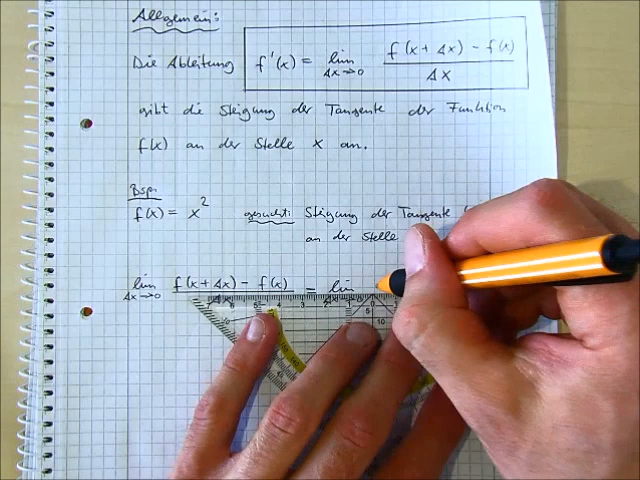 Allgemein:
Die Ableitung f'(x) = lim Δx→0 f(x + Δx) − f(x) / Δx
gibt die Steigung der Tangente der Funktion
f(x) an der Stelle x an.
Bsp:
f(x) = x² gesucht: Steigung der Tangente
an der Stelle
lim Δx→0 f(x + Δx) − f(x) = lim